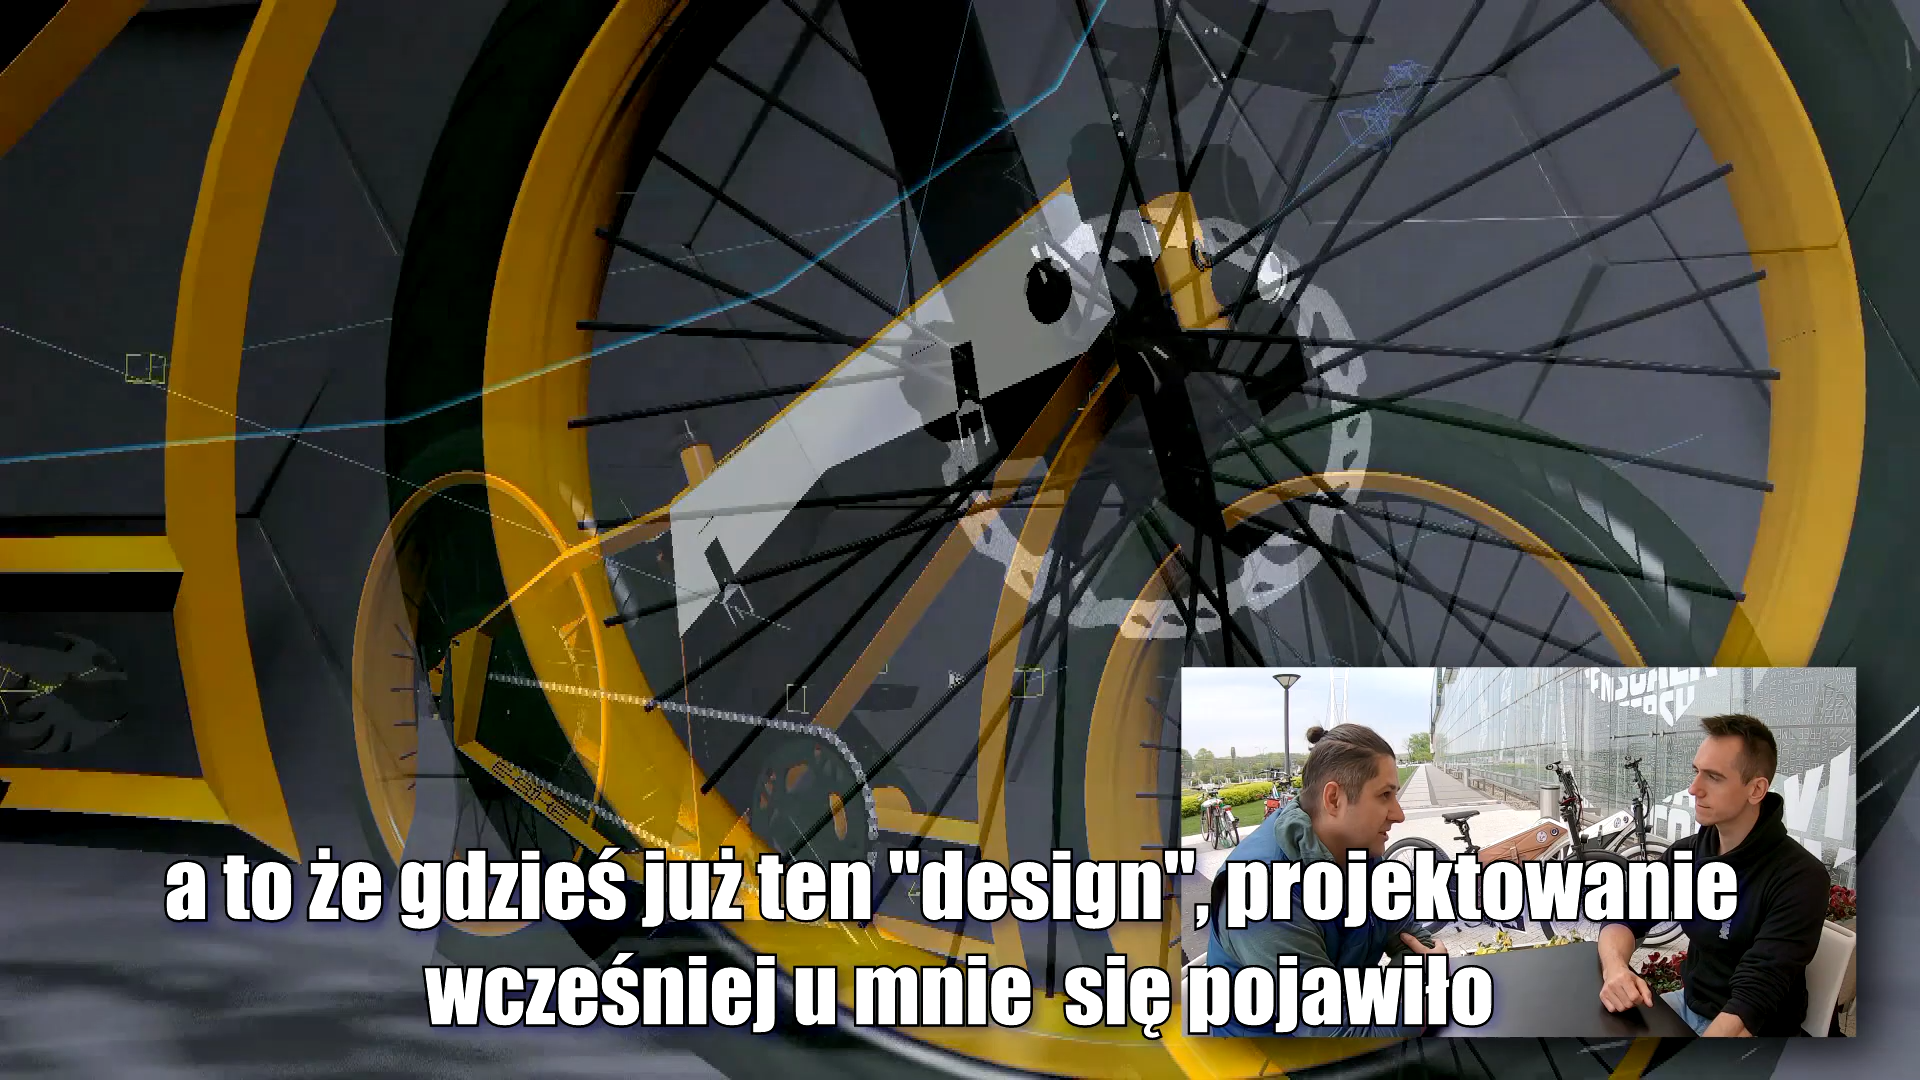 a to że gdzieś już ten "design", projektowanie
wcześniej u mnie się pojawiło